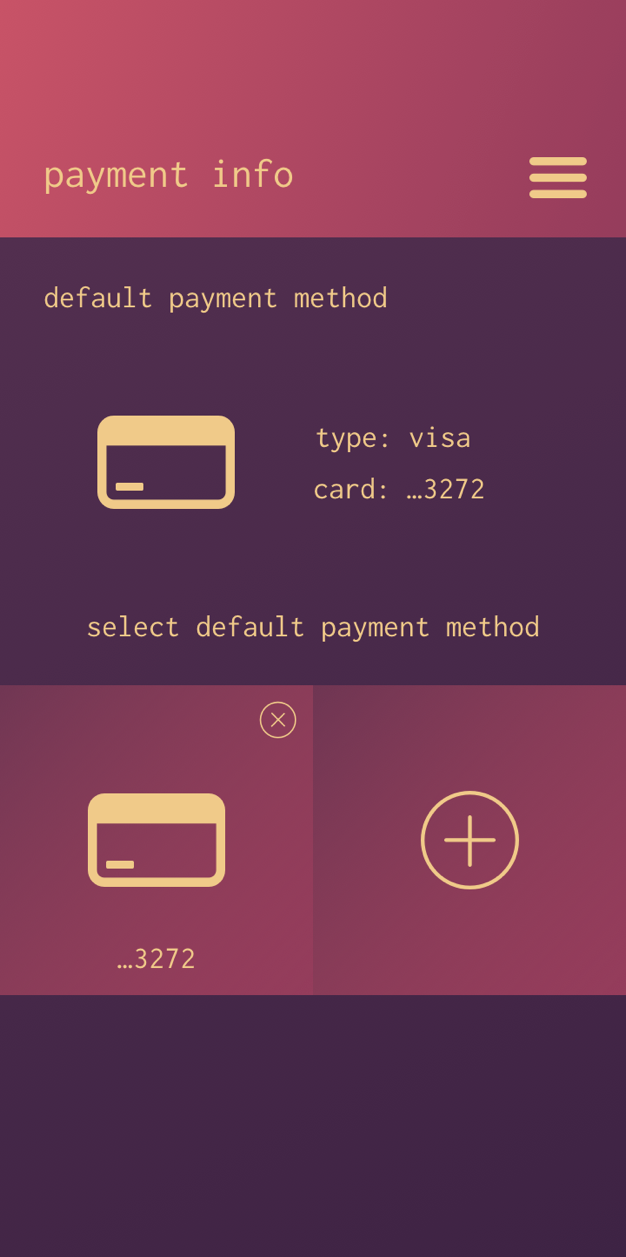 payment info
default payment method
type: visa
card: …3272
select default payment method
…3272